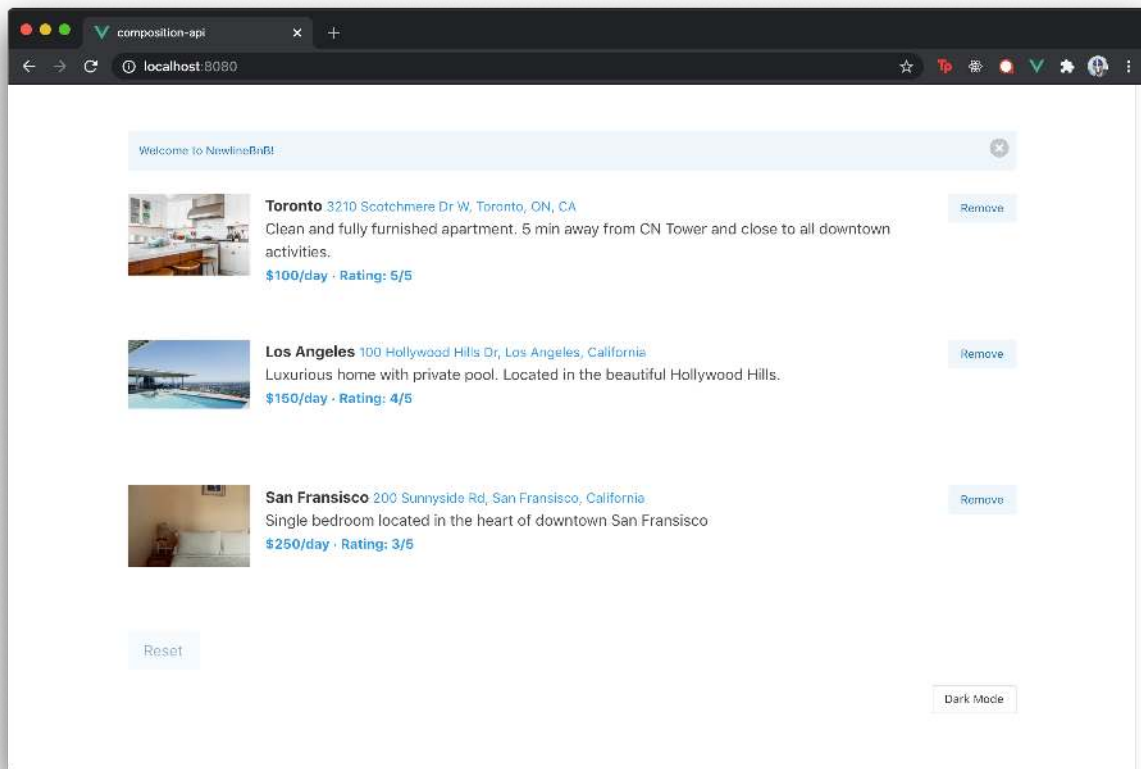 composition-api
localhost:8080
Tp
Welcome to NewlineBnB!
Toronto 3210 Scotchmere Dr W, Toronto, ON, CA
Remove
Clean and fully furnished apartment. 5 min away from CN Tower and close to all downtown
activities.
$100/day · Rating: 5/5
Los Angeles 100 Hollywood Hills Dr, Los Angeles, California
Remove
Luxurious home with private pool. Located in the beautiful Hollywood Hills.
$150/day · Rating: 4/5
San Fransisco 200 Sunnyside Rd, San Fransisco, California
Remove
Single bedroom located in the heart of downtown San Fransisco
$250/day · Rating: 3/5
Reset
Dark Mode